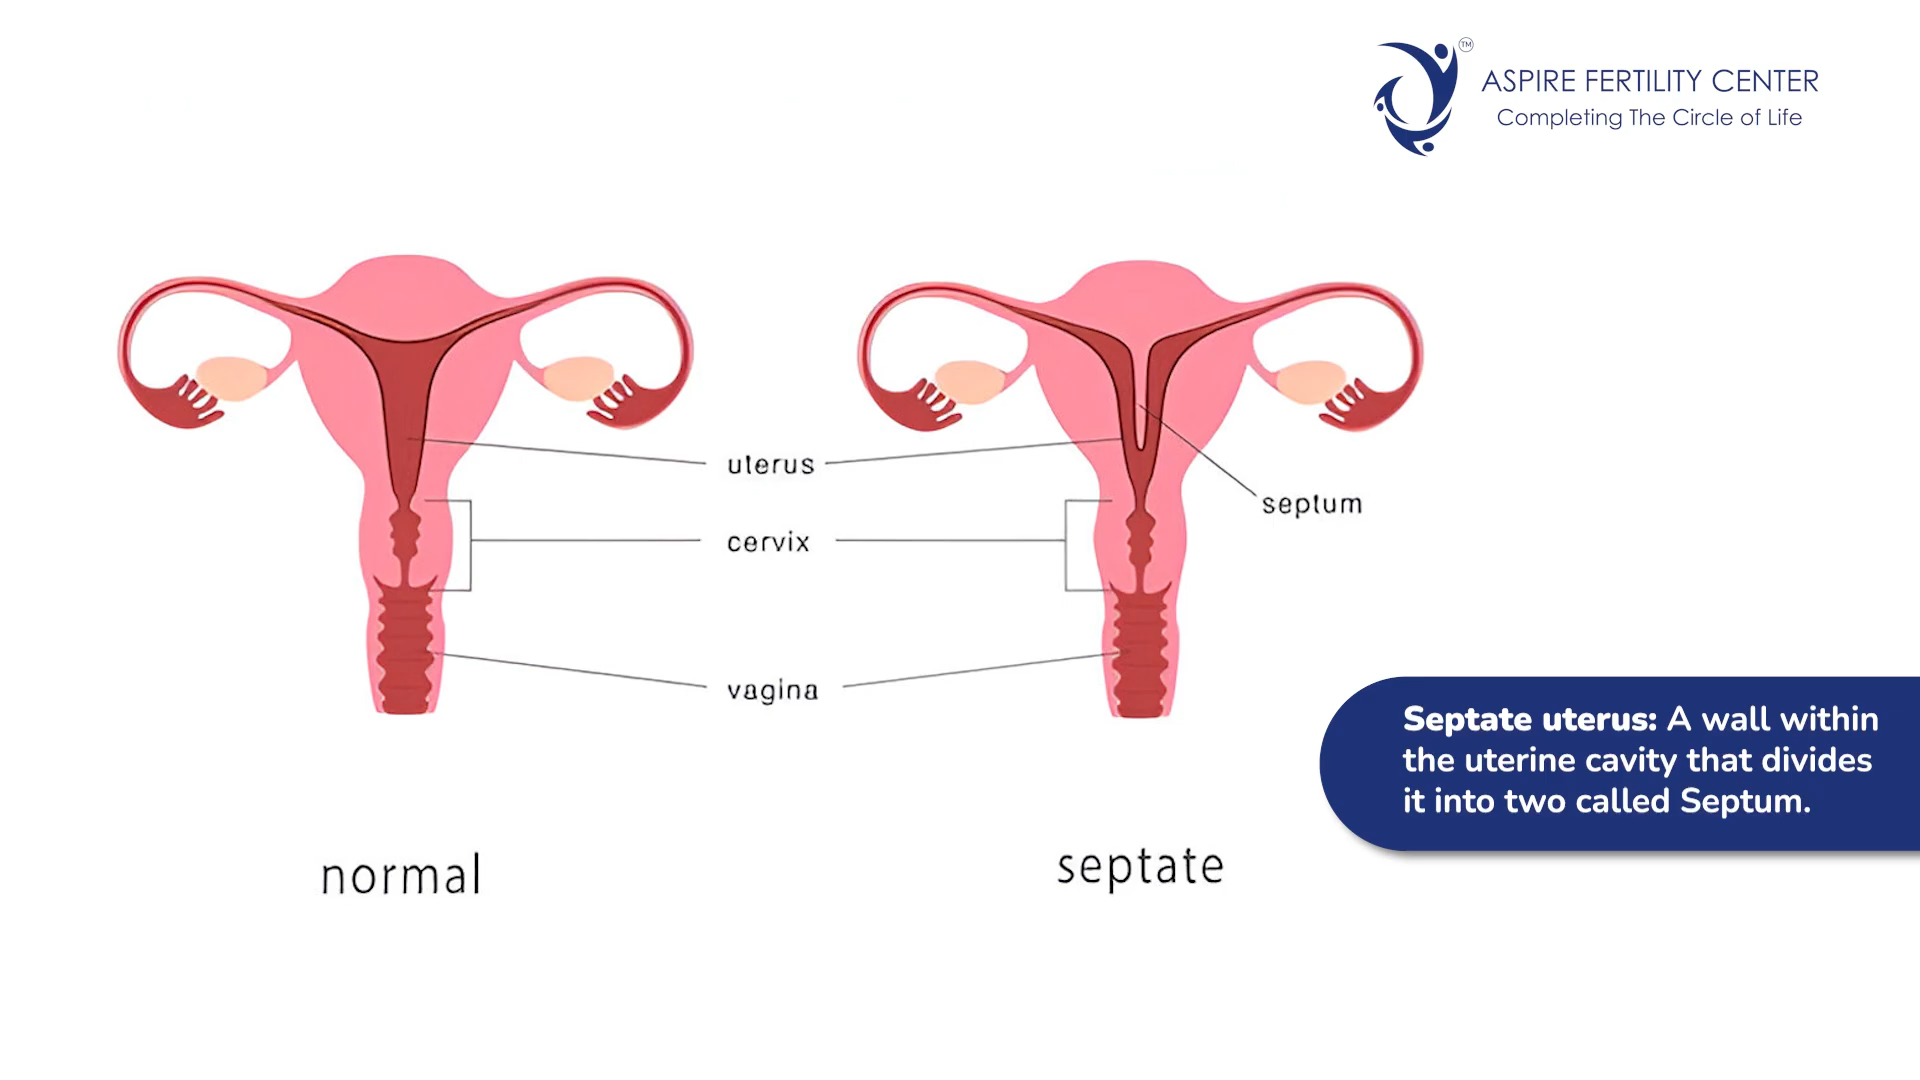 TM
ASPIRE FERTILITY CENTER
Completing The Circle of Life
uterus
septum
cervix
vagina
Septate uterus: A wall within
the uterine cavity that divides
it into two called Septum.
normal
septate